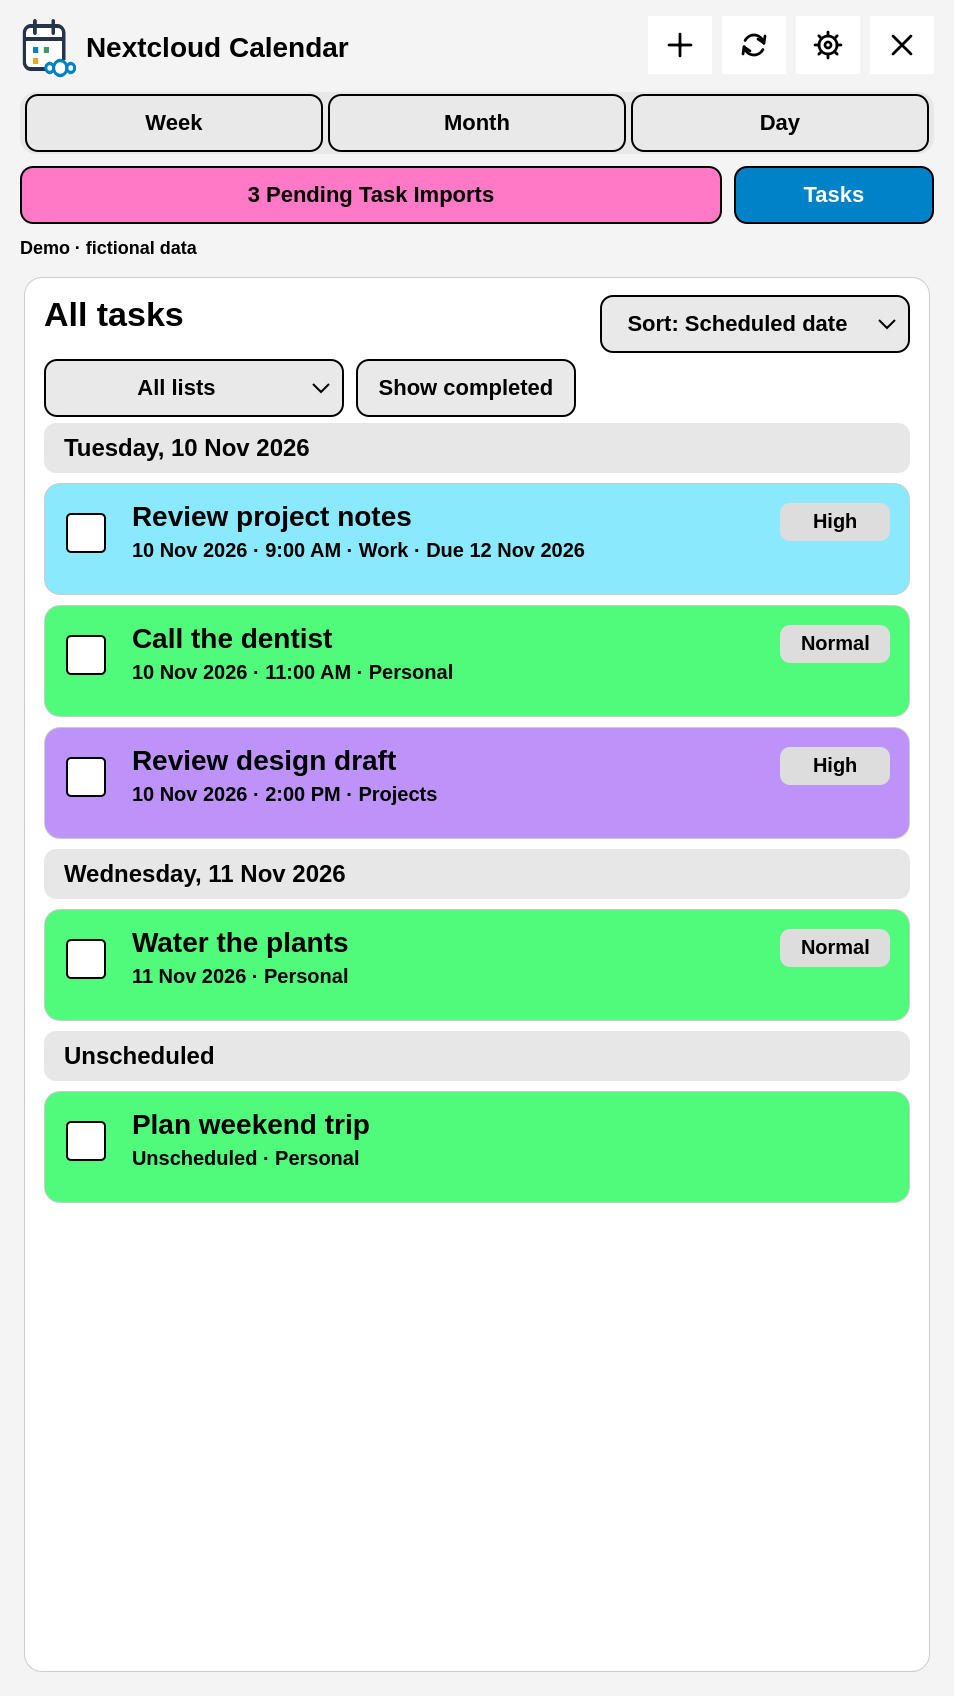 Nextcloud Calendar
Week Month Day
3 Pending Task Imports Tasks
Demo · fictional data
All tasks Sort: Scheduled date
All lists Show completed
Tuesday, 10 Nov 2026
Review project notes High
10 Nov 2026 · 9:00 AM · Work · Due 12 Nov 2026
Call the dentist Normal
10 Nov 2026 · 11:00 AM · Personal
Review design draft High
10 Nov 2026 · 2:00 PM · Projects
Wednesday, 11 Nov 2026
Water the plants Normal
11 Nov 2026 · Personal
Unscheduled
Plan weekend trip
Unscheduled · Personal